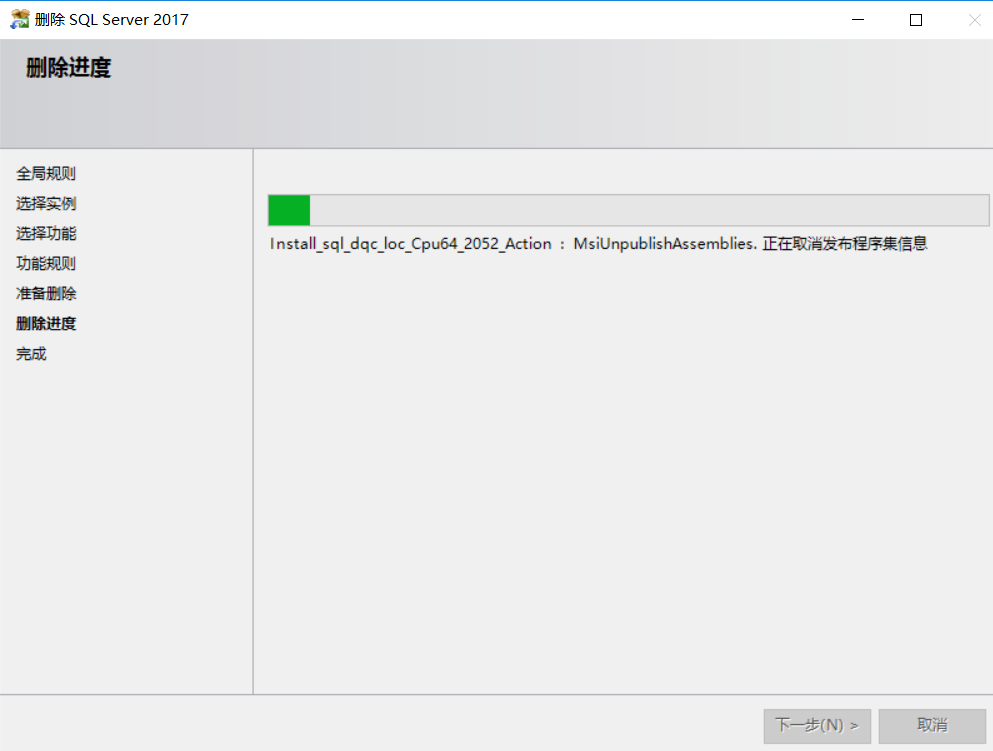 删除 SQL Server 2017
删除进度
全局规则
选择实例
选择功能
功能规则
准备删除
删除进度
完成
Install_sql_dqc_loc_Cpu64_2052_Action : MsiUnpublishAssemblies. 正在取消发布程序集信息
下一步(N) >
取消